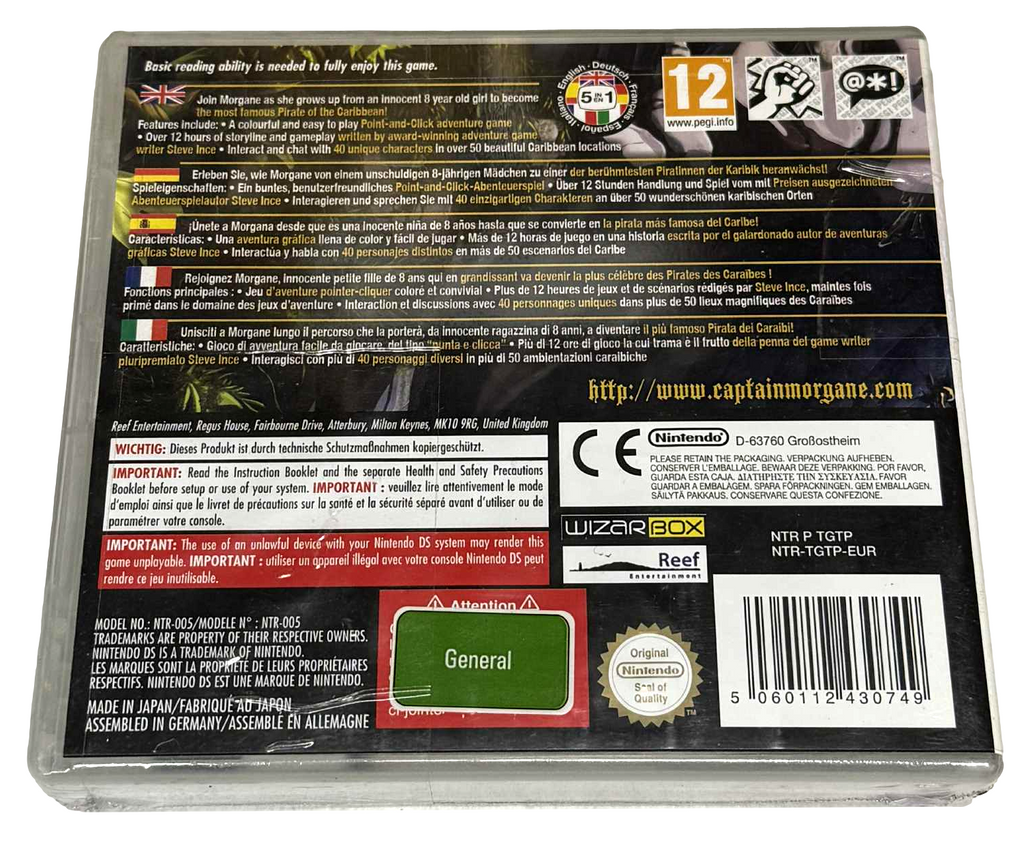 Basic reading ability is needed to fully enjoy this game.
English · Deutsch · Français · Español · Italiano
5 IN 1
EN
12
www.pegi.info
@*!
Join Morgane as she grows up from an innocent 8 year old girl to become
the most famous Pirate of the Caribbean!
Features include: • A colourful and easy to play Point-and-Click adventure game
• Over 12 hours of storyline and gameplay written by award-winning adventure game
writer Steve Ince • Interact and chat with 40 unique characters in over 50 beautiful Caribbean locations
Erleben Sie, wie Morgane von einem unschuldigen 8-jährigen Mädchen zu einer der berühmtesten Piratinnen der Karibik heranwächst!
Spieleigenschaften: • Ein buntes, benutzerfreundliches Point-and-Click-Abenteuerspiel • Über 12 Stunden Handlung und Spiel vom mit Preisen ausgezeichneten
Abenteuerspielautor Steve Ince • Interagieren und sprechen Sie mit 40 einzigartigen Charakteren an über 50 wunderschönen karibischen Orten
¡Únete a Morgana desde que es una inocente niña de 8 años hasta que se convierte en la pirata más famosa del Caribe!
Características: • Una aventura gráfica llena de color y fácil de jugar • Más de 12 horas de juego en una historia escrita por el galardonado autor de aventuras
gráficas Steve Ince • Interactúa y habla con 40 personajes distintos en más de 50 escenarios del Caribe
Rejoignez Morgane, innocente petite fille de 8 ans qui en grandissant va devenir la plus célèbre des Pirates des Caraïbes !
Fonctions principales : • Jeu d'aventure pointer-cliquer coloré et convivial • Plus de 12 heures de jeux et de scénarios rédigés par Steve Ince, maintes fois
primé dans le domaine des jeux d'aventure • Interaction et discussions avec 40 personnages uniques dans plus de 50 lieux magnifiques des Caraïbes
Unisciti a Morgane lungo il percorso che la porterà, da innocente ragazzina di 8 anni, a diventare il più famoso Pirata dei Caraibi!
Caratteristiche: • Gioco di avventura facile da giocare, del tipo "punta e clicca" • Più di 12 ore di gioco la cui trama è il frutto della penna del game writer
pluripremiato Steve Ince • Interagisci con più di 40 personaggi diversi in più di 50 ambientazioni caraibiche
http://www.captainmorgane.com
Reef Entertainment, Regus House, Fairbourne Drive, Atterbury, Milton Keynes, MK10 9RG, United Kingdom
WICHTIG: Dieses Produkt ist durch technische Schutzmaßnahmen kopiergeschützt.
IMPORTANT: Read the Instruction Booklet and the separate Health and Safety Precautions
Booklet before setup or use of your system. IMPORTANT : veuillez lire attentivement le mode
d'emploi ainsi que le livret de précautions sur la santé et la sécurité séparé avant d'utiliser ou de
paramétrer votre console.
IMPORTANT: The use of an unlawful device with your Nintendo DS system may render this
game unplayable. IMPORTANT : utiliser un appareil illégal avec votre console Nintendo DS peut
rendre ce jeu inutilisable.
CE Nintendo D-63760 Großostheim
PLEASE RETAIN THE PACKAGING. VERPACKUNG AUFHEBEN.
CONSERVER L'EMBALLAGE. BEWAAR DEZE VERPAKKING. POR FAVOR,
GUARDA ESTA CAJA. ΔΙΑΤΗΡΗΣΤΕ ΤΗΝ ΣΥΣΚΕΥΑΣΙΑ. FAVOR
GUARDAR A EMBALAGEM. SPARA FÖRPACKNINGEN. GEM EMBALLAGEN.
SÄILYTÄ PAKKAUS. CONSERVARE QUESTA CONFEZIONE.
WIZARBOX
Reef
Entertainment
NTR P TGTP
NTR-TGTP-EUR
MODEL NO.: NTR-005/MODÈLE N° : NTR-005
TRADEMARKS ARE PROPERTY OF THEIR RESPECTIVE OWNERS.
NINTENDO DS IS A TRADEMARK OF NINTENDO.
LES MARQUES SONT LA PROPRIÉTÉ DE LEURS PROPRIÉTAIRES
RESPECTIFS. NINTENDO DS EST UNE MARQUE DE NINTENDO.
MADE IN JAPAN/FABRIQUÉ AU JAPON
ASSEMBLED IN GERMANY/ASSEMBLÉ EN ALLEMAGNE
Attention
General
ci-joint
Original
Nintendo
Seal of
Quality
TM
5 060112 430749